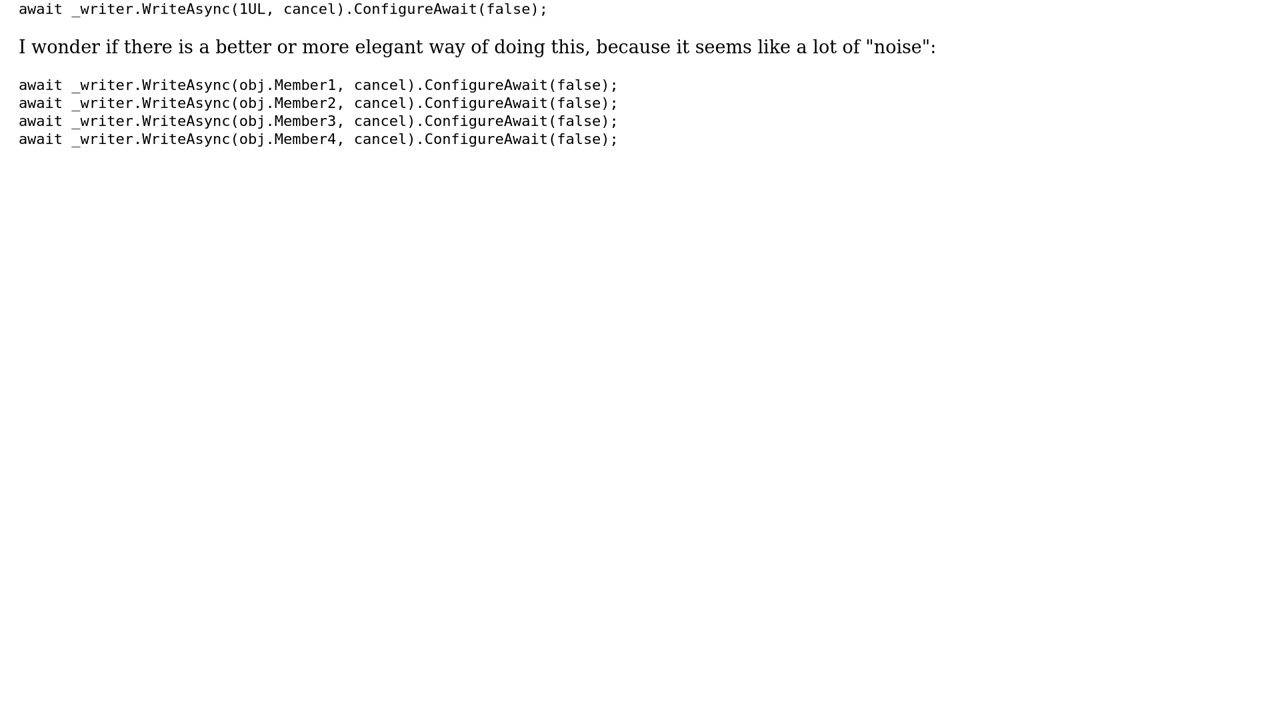 await _writer.WriteAsync(1UL, cancel).ConfigureAwait(false);
I wonder if there is a better or more elegant way of doing this, because it seems like a lot of "noise":
await _writer.WriteAsync(obj.Member1, cancel).ConfigureAwait(false);
await _writer.WriteAsync(obj.Member2, cancel).ConfigureAwait(false);
await _writer.WriteAsync(obj.Member3, cancel).ConfigureAwait(false);
await _writer.WriteAsync(obj.Member4, cancel).ConfigureAwait(false);